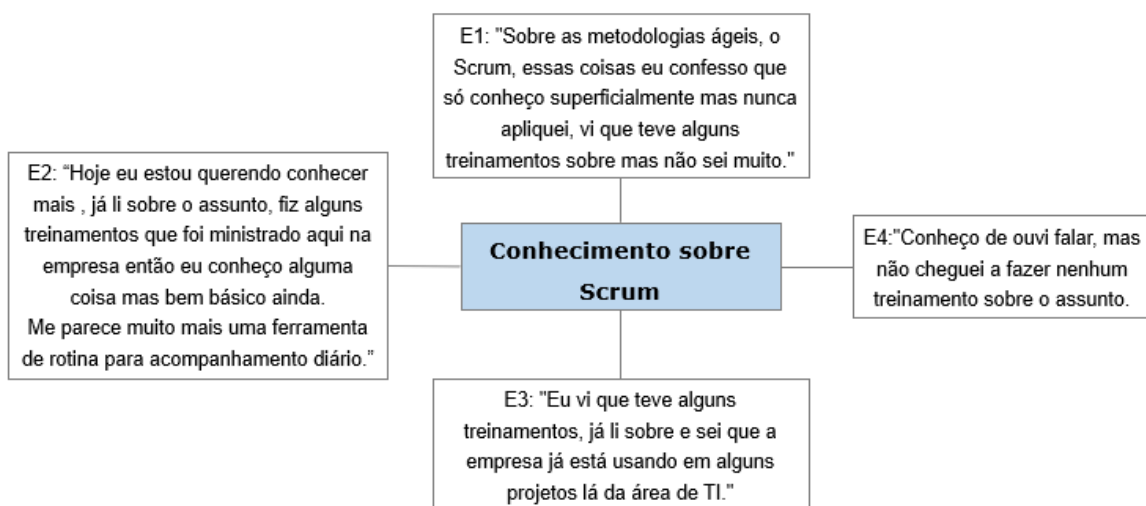 E1: "Sobre as metodologias ágeis, o
Scrum, essas coisas eu confesso que
só conheço superficialmente mas nunca
apliquei, vi que teve alguns
treinamentos sobre mas não sei muito."
E2: “Hoje eu estou querendo conhecer
mais , já li sobre o assunto, fiz alguns
treinamentos que foi ministrado aqui na
empresa então eu conheço alguma
coisa mas bem básico ainda.
Me parece muito mais uma ferramenta
de rotina para acompanhamento diário.”
Conhecimento sobre
Scrum
E4:"Conheço de ouvi falar, mas
não cheguei a fazer nenhum
treinamento sobre o assunto.
E3: "Eu vi que teve alguns
treinamentos, já li sobre e sei que a
empresa já está usando em alguns
projetos lá da área de TI."